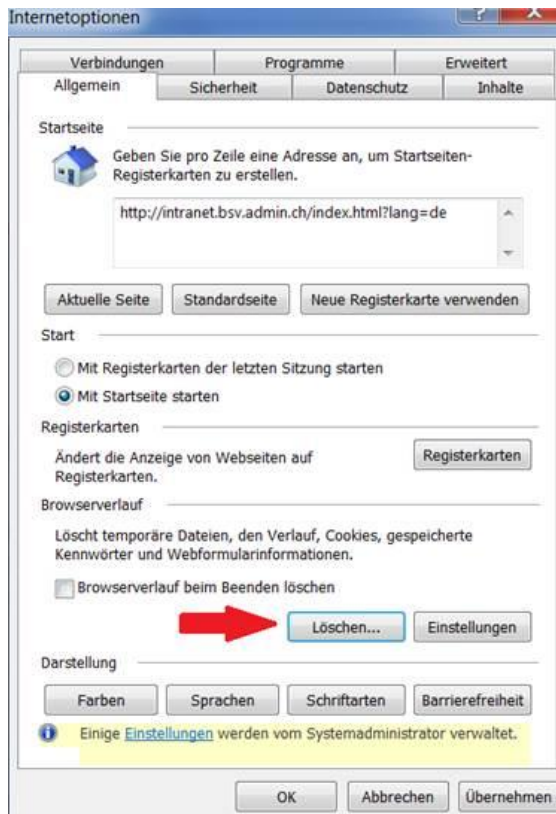 Internetoptionen
Verbindungen Programme Erweitert
Allgemein Sicherheit Datenschutz Inhalte
Startseite
Geben Sie pro Zeile eine Adresse an, um Startseiten-
Registerkarten zu erstellen.
http://intranet.bsv.admin.ch/index.html?lang=de
Aktuelle Seite Standardseite Neue Registerkarte verwenden
Start
Mit Registerkarten der letzten Sitzung starten
Mit Startseite starten
Registerkarten
Ändert die Anzeige von Webseiten auf
Registerkarten.
Registerkarten
Browserverlauf
Löscht temporäre Dateien, den Verlauf, Cookies, gespeicherte
Kennwörter und Webformularinformationen.
Browserverlauf beim Beenden löschen
Löschen... Einstellungen
Darstellung
Farben Sprachen Schriftarten Barrierefreiheit
Einige Einstellungen werden vom Systemadministrator verwaltet.
OK Abbrechen Übernehmen